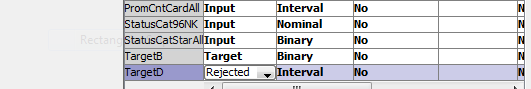 PromCntCardAll Input Interval No N
StatusCat96NK Input Nominal No N
StatusCatStarAll Input Binary No N
Rectang
TargetB Target Binary No N
TargetD Rejected Interval No N